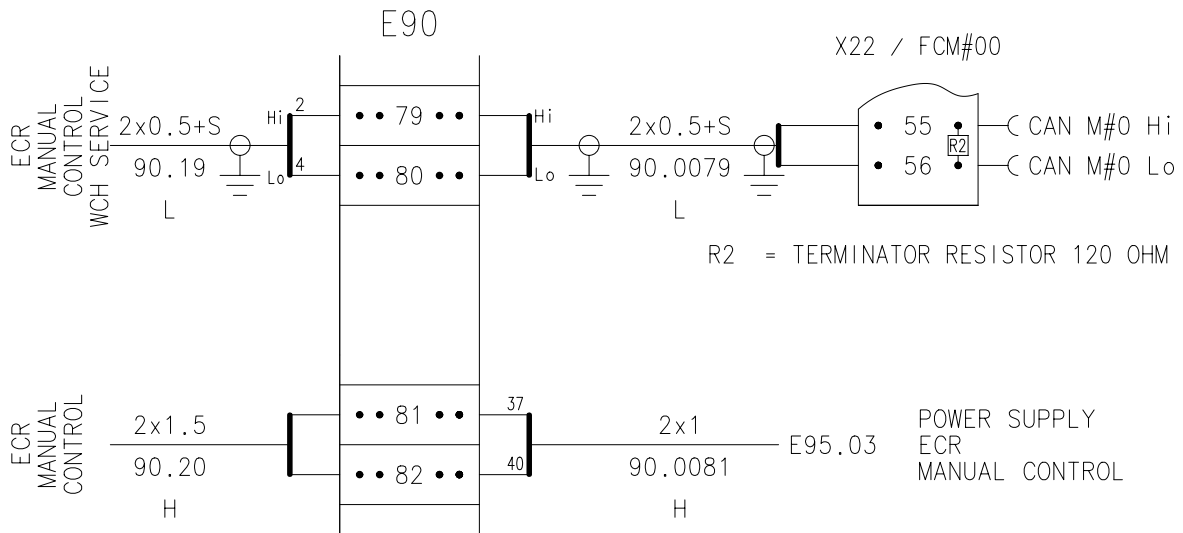 E90
X22 / FCM#00
ECR
MANUAL
CONTROL
WCH SERVICE
2x0.5+S
90.19
L
Hi
2
Lo
4
79
80
Hi
Lo
2x0.5+S
90.0079
L
55
56
R2
CAN M#0 Hi
CAN M#0 Lo
R2 = TERMINATOR RESISTOR 120 OHM
ECR
MANUAL
CONTROL
2x1.5
90.20
H
81
82
37
40
2x1
90.0081
H
E95.03
POWER SUPPLY
ECR
MANUAL CONTROL